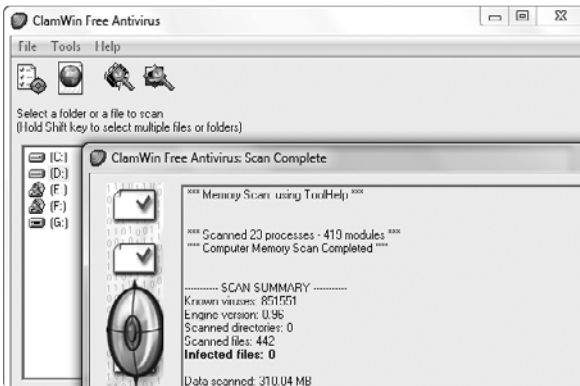 ClamWin Free Antivirus
File Tools Help
Select a folder or a file to scan
(Hold Shift key to select multiple files or folders)
(C:)
(D:)
(E:)
(F:)
(G:)
ClamWin Free Antivirus: Scan Complete
*** Memory Scan: using ToolHelp ***
*** Scanned 23 processes - 419 modules ***
*** Computer Memory Scan Completed ***
----------- SCAN SUMMARY -----------
Known viruses: 851551
Engine version: 0.96
Scanned directories: 0
Scanned files: 442
Infected files: 0
Data scanned: 310.04 MB